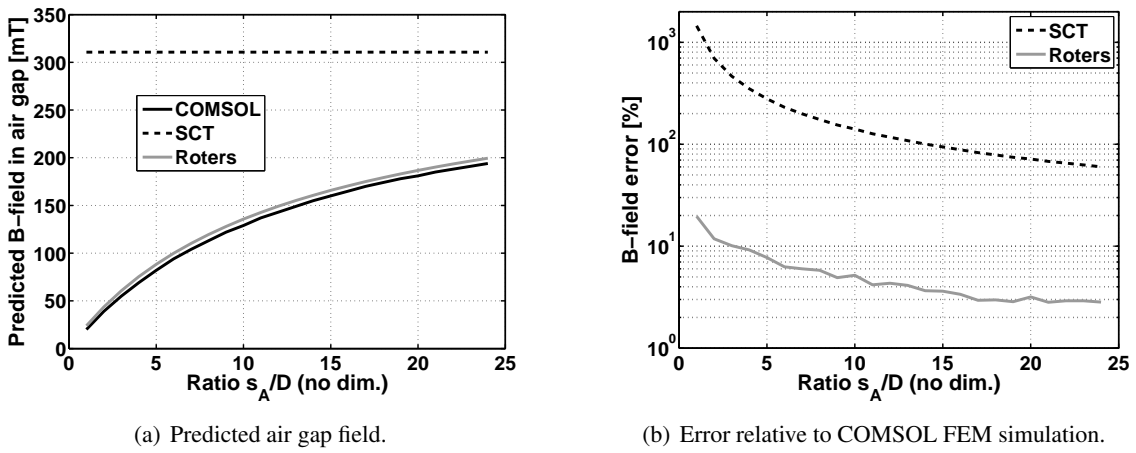 350
300
250
200
150
100
50
0
Predicted B−field in air gap [mT]
COMSOL
SCT
Roters
0 5 10 15 20 25
Ratio s_A/D (no dim.)
(a) Predicted air gap field.
10^3
10^2
10^1
10^0
B−field error [%]
SCT
Roters
0 5 10 15 20 25
Ratio s_A/D (no dim.)
(b) Error relative to COMSOL FEM simulation.